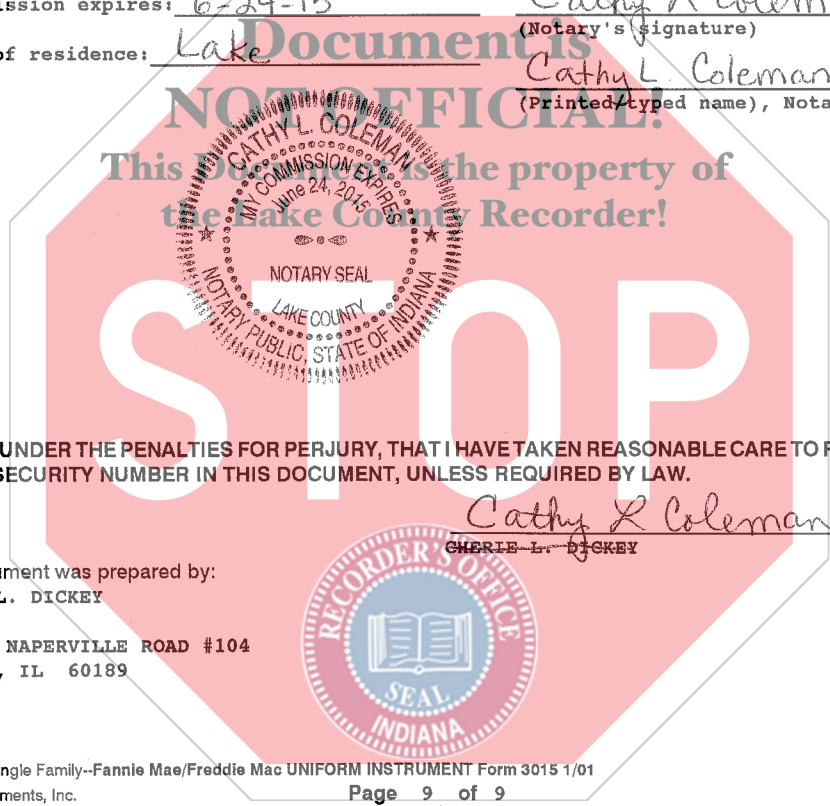 ission expires: 6-24-15
(Notary's signature)
of residence: Lake
Cathy L. Coleman
(Printed/typed name), Nota
Document is
NOT OFFICIAL!
This Document is the property of
the Lake County Recorder!
CATHY L. COLEMAN
MY COMMISSION EXPIRES
June 24, 2015
NOTARY SEAL
LAKE COUNTY
NOTARY PUBLIC, STATE OF INDIANA
STOP
UNDER THE PENALTIES FOR PERJURY, THAT I HAVE TAKEN REASONABLE CARE TO R
SECURITY NUMBER IN THIS DOCUMENT, UNLESS REQUIRED BY LAW.
Cathy L Coleman
CHERIE L. DICKEY
ument was prepared by:
L. DICKEY
NAPERVILLE ROAD #104
, IL 60189
RECORDER'S OFFICE
SEAL
INDIANA
ngle Family--Fannie Mae/Freddie Mac UNIFORM INSTRUMENT Form 3015 1/01
ments, Inc.
Page 9 of 9